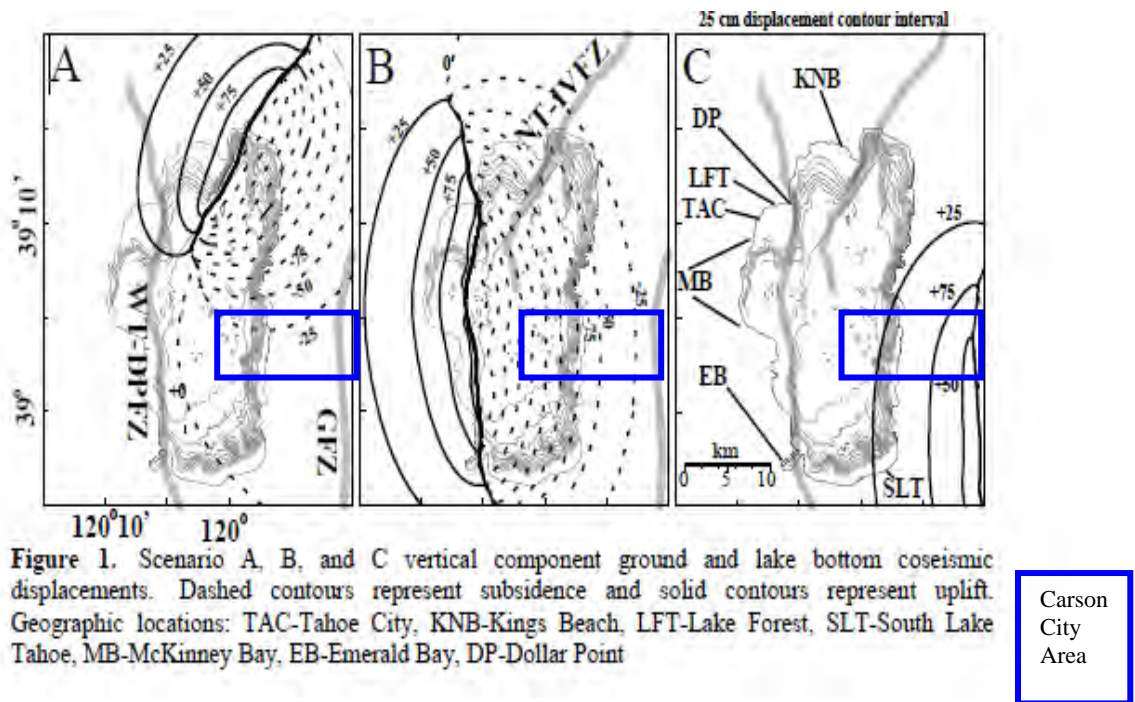 25 cm displacement contour interval
A
+25
+50
+75
-75
-50
-25
+0
WT-DPFZ
GFZ
39° 10'
39°
120° 10'
120°
B
0
+25
+50
+75
NT-IVFZ
-25
-50
-75
C
KNB
DP
LFT
TAC
MB
EB
SLT
+25
+75
+50
km
0 10
Figure 1. Scenario A, B, and C vertical component ground and lake bottom coseismic
displacements. Dashed contours represent subsidence and solid contours represent uplift.
Geographic locations: TAC-Tahoe City, KNB-Kings Beach, LFT-Lake Forest, SLT-South Lake
Tahoe, MB-McKinney Bay, EB-Emerald Bay, DP-Dollar Point
Carson
City
Area